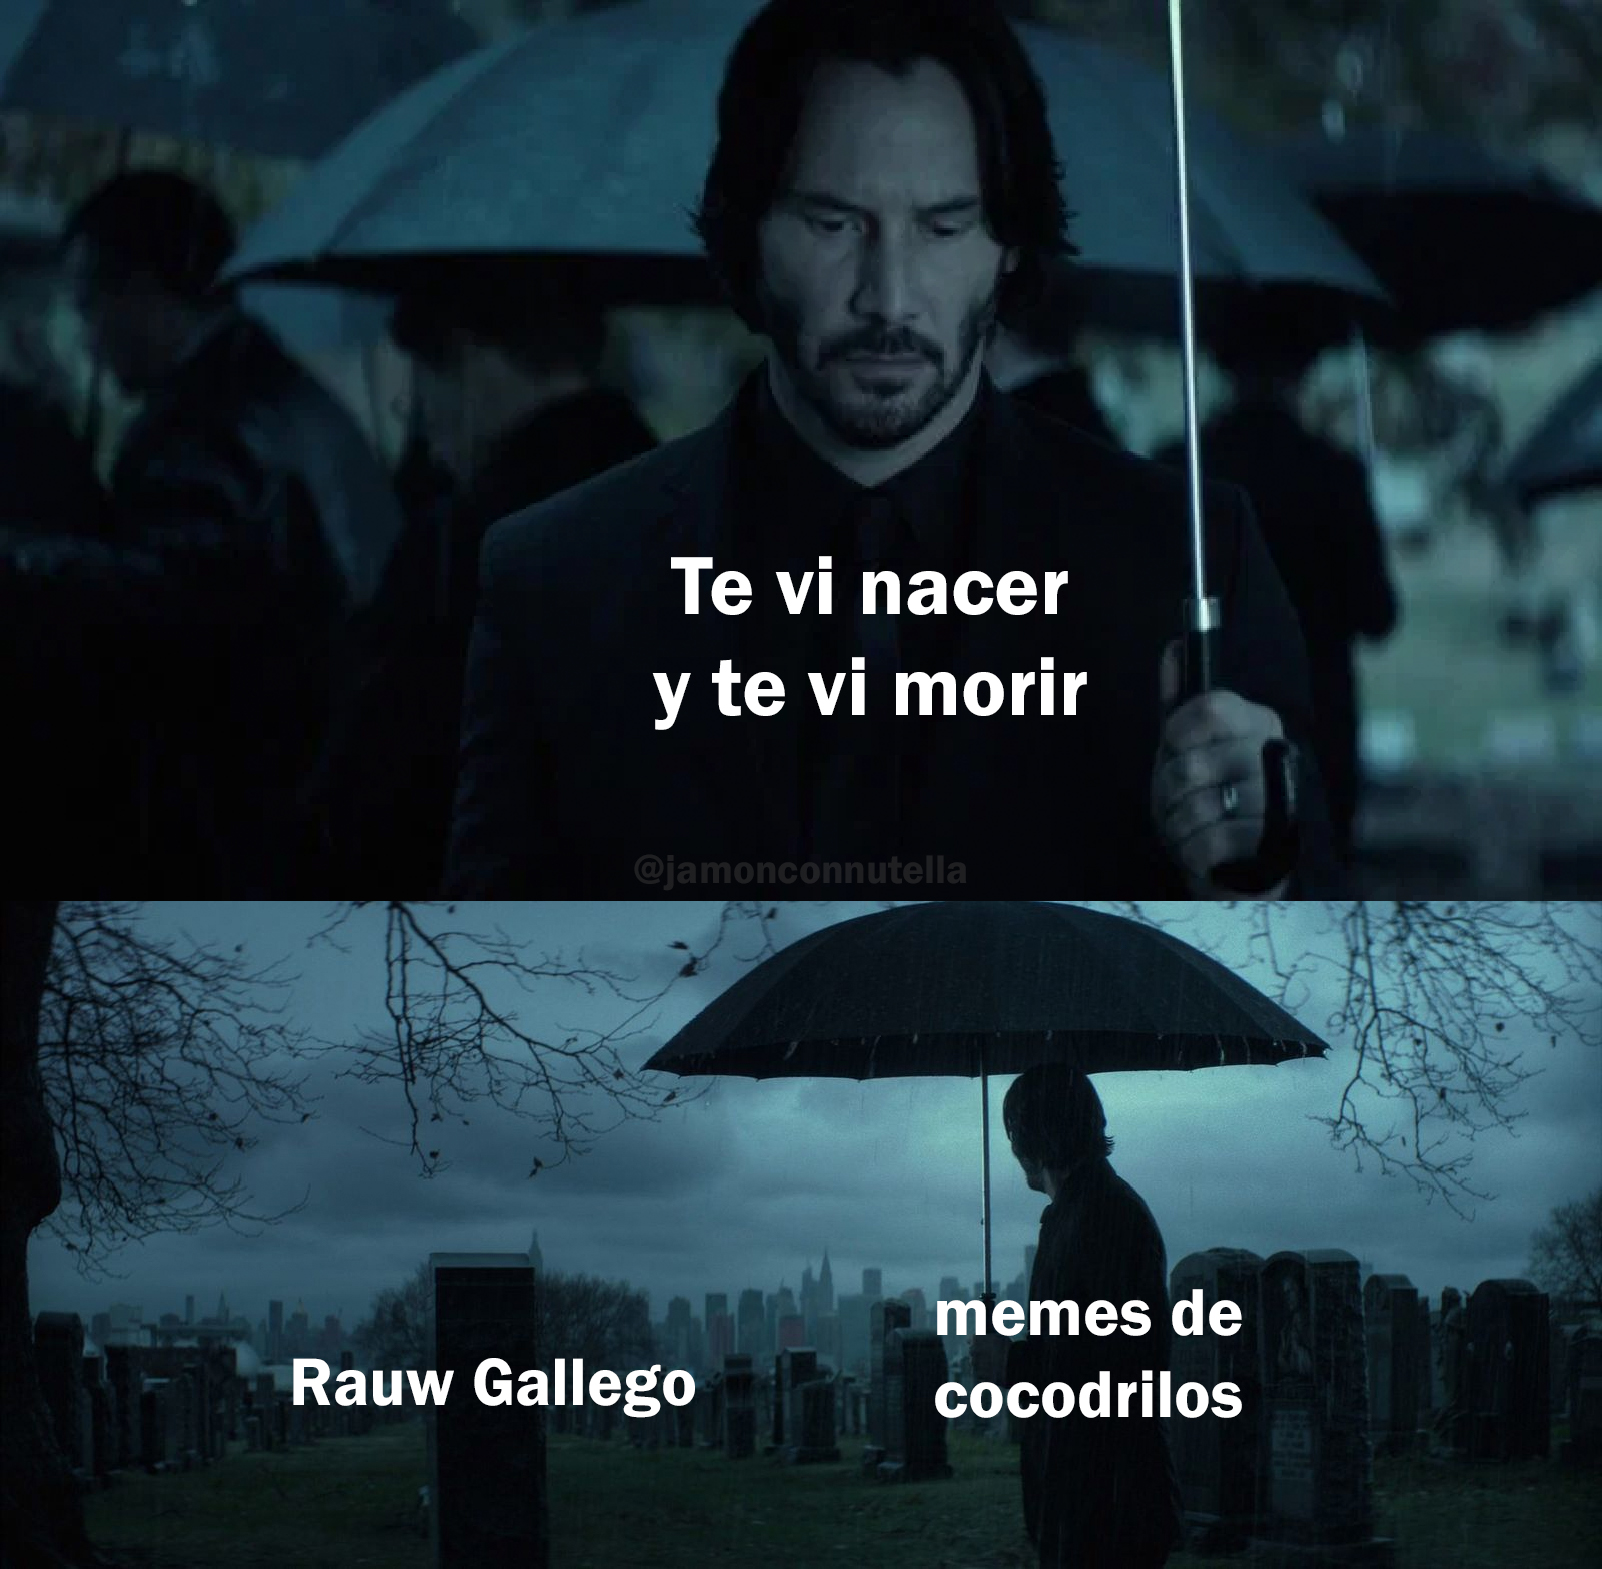 Te vi nacer
y te vi morir
@jamonconnutella
Rauw Gallego
memes de
cocodrilos